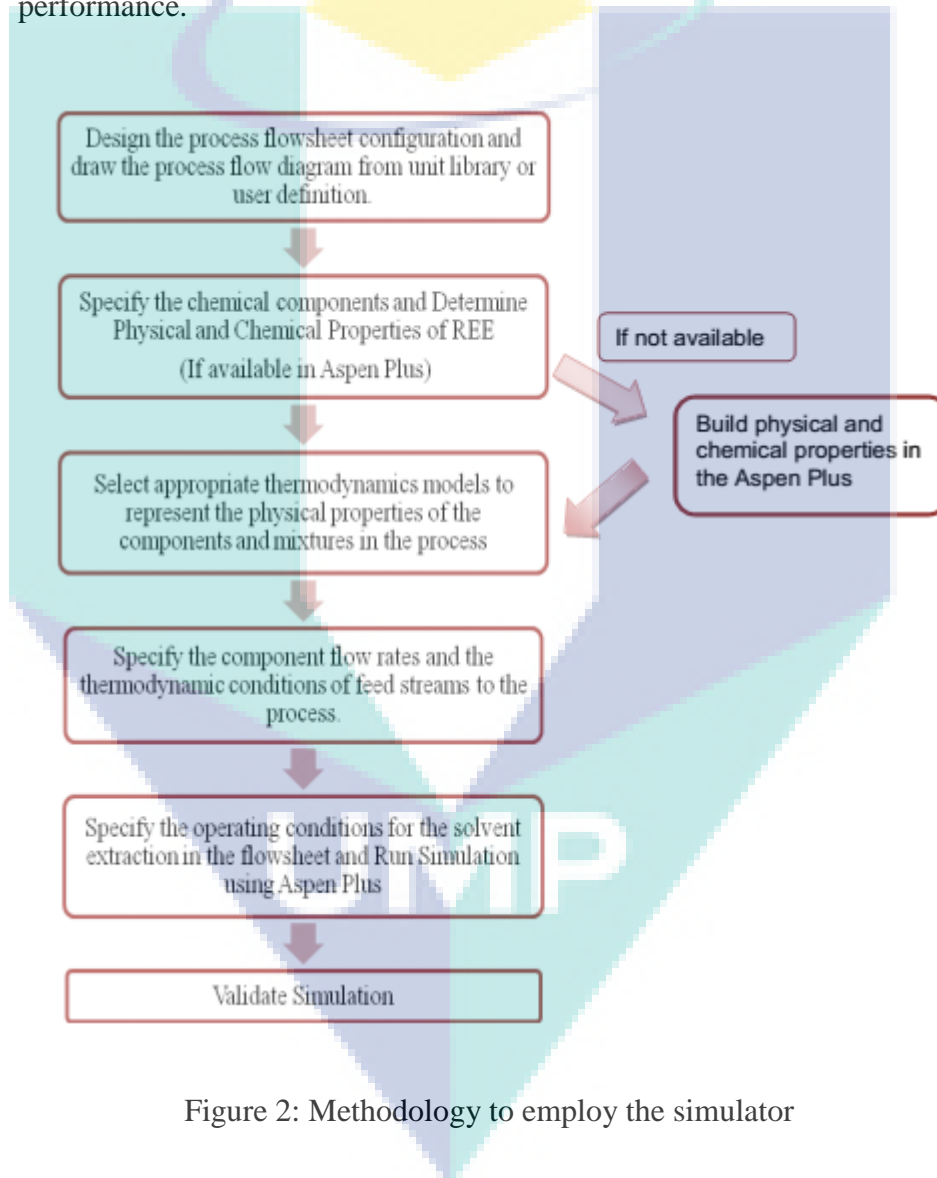 performance.
Design the process flowsheet configuration and
draw the process flow diagram from unit library or
user definition.
Specify the chemical components and Determine
Physical and Chemical Properties of REE
(If available in Aspen Plus)
If not available
Build physical and
chemical properties in
the Aspen Plus
Select appropriate thermodynamics models to
represent the physical properties of the
components and mixtures in the process
Specify the component flow rates and the
thermodynamic conditions of feed streams to the
process.
Specify the operating conditions for the solvent
extraction in the flowsheet and Run Simulation
using Aspen Plus
UMP
Validate Simulation
Figure 2: Methodology to employ the simulator